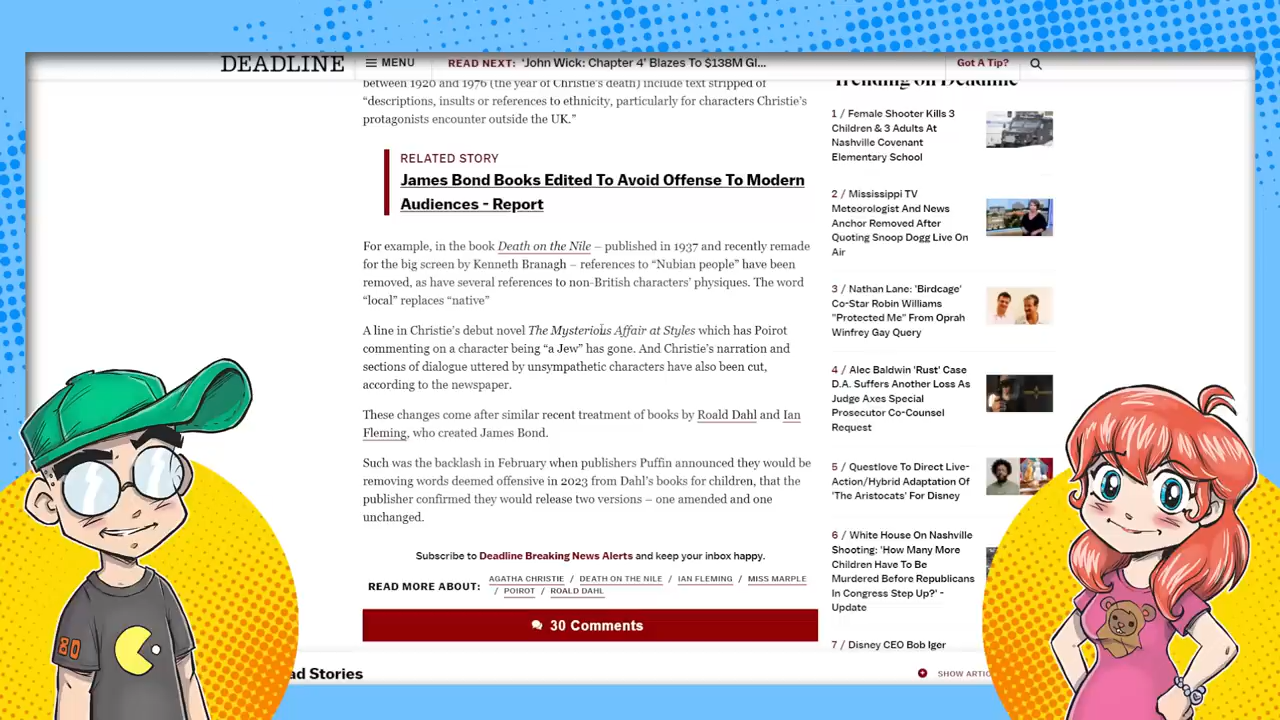 DEADLINE
MENU
READ NEXT: 'John Wick: Chapter 4' Blazes To $138M Gl...
Got A Tip?
between 1920 and 1976 (the year of Christie's death) include text stripped of
“descriptions, insults or references to ethnicity, particularly for characters Christie's
protagonists encounter outside the UK.”
RELATED STORY
James Bond Books Edited To Avoid Offense To Modern
Audiences - Report
For example, in the book Death on the Nile – published in 1937 and recently remade
for the big screen by Kenneth Branagh – references to “Nubian people” have been
removed, as have several references to non-British characters' physiques. The word
“local” replaces “native”
A line in Christie's debut novel The Mysterious Affair at Styles which has Poirot
commenting on a character being “a Jew” has gone. And Christie's narration and
sections of dialogue uttered by unsympathetic characters have also been cut,
according to the newspaper.
These changes come after similar recent treatment of books by Roald Dahl and Ian
Fleming, who created James Bond.
Such was the backlash in February when publishers Puffin announced they would be
removing words deemed offensive in 2023 from Dahl's books for children, that the
publisher confirmed they would release two versions – one amended and one
unchanged.
Subscribe to Deadline Breaking News Alerts and keep your inbox happy.
READ MORE ABOUT:
AGATHA CHRISTIE / DEATH ON THE NILE / IAN FLEMING / MISS MARPLE
/ POIROT / ROALD DAHL
30 Comments
Stories
SHOW
Trending on Deadline
1 / Female Shooter Kills 3
Children & 3 Adults At
Nashville Covenant
Elementary School
2 / Mississippi TV
Meteorologist And News
Anchor Removed After
Quoting Snoop Dogg Live On
Air
3 / Nathan Lane: 'Birdcage'
Co-Star Robin Williams
"Protected Me" From Oprah
Winfrey Gay Query
4 / Alec Baldwin 'Rust' Case
D.A. Suffers Another Loss As
Judge Axes Special
Prosecutor Co-Counsel
Request
5 / Questlove To Direct Live-
Action/Hybrid Adaptation Of
'The Aristocats' For Disney
6 / White House On Nashville
Shooting: 'How Many More
Children Have To Be
Murdered Before Republicans
In Congress Step Up?' -
Update
7 / Disney CEO Bob Iger
80